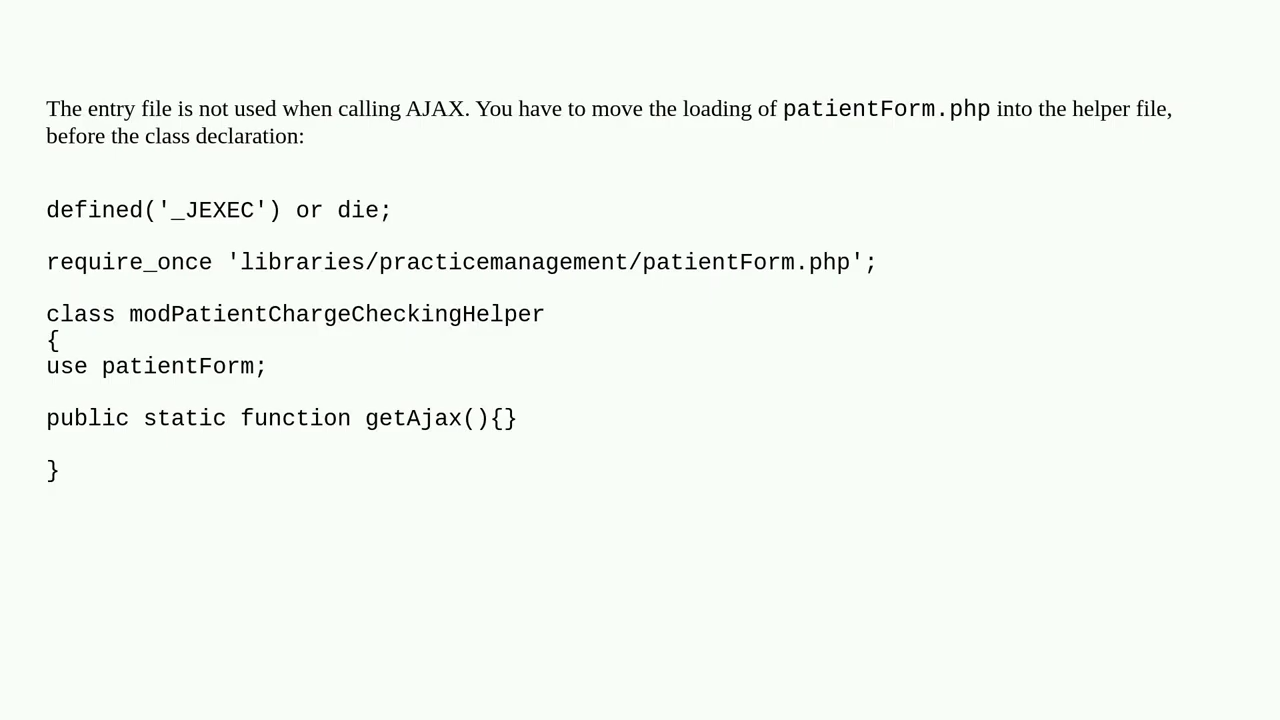 The entry file is not used when calling AJAX. You have to move the loading of patientForm.php into the helper file,
before the class declaration:
defined('_JEXEC') or die;
require_once 'libraries/practicemanagement/patientForm.php';
class modPatientChargeCheckingHelper
{
use patientForm;
public static function getAjax(){}
}